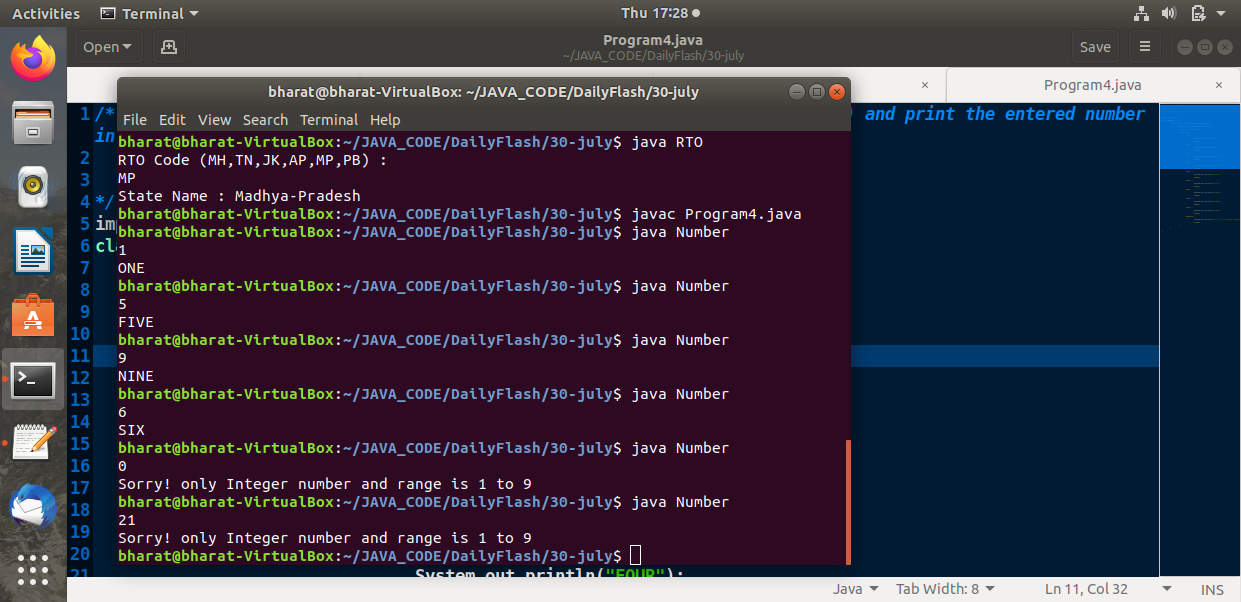 Activities Terminal Thu 17:28
Open Program4.java Save
~/JAVA_CODE/DailyFlash/30-july
Program4.java
bharat@bharat-VirtualBox: ~/JAVA_CODE/DailyFlash/30-july
File Edit View Search Terminal Help
1 /* and print the entered number
in
2
3
4 */
5 im
6 cl
7
8
9
10
11
12
13
14
15
16
17
18
19
20
21 System.out.println("FOUR");
bharat@bharat-VirtualBox:~/JAVA_CODE/DailyFlash/30-july$ java RTO
RTO Code (MH,TN,JK,AP,MP,PB) :
MP
State Name : Madhya-Pradesh
bharat@bharat-VirtualBox:~/JAVA_CODE/DailyFlash/30-july$ javac Program4.java
bharat@bharat-VirtualBox:~/JAVA_CODE/DailyFlash/30-july$ java Number
1
ONE
bharat@bharat-VirtualBox:~/JAVA_CODE/DailyFlash/30-july$ java Number
5
FIVE
bharat@bharat-VirtualBox:~/JAVA_CODE/DailyFlash/30-july$ java Number
9
NINE
bharat@bharat-VirtualBox:~/JAVA_CODE/DailyFlash/30-july$ java Number
6
SIX
bharat@bharat-VirtualBox:~/JAVA_CODE/DailyFlash/30-july$ java Number
0
Sorry! only Integer number and range is 1 to 9
bharat@bharat-VirtualBox:~/JAVA_CODE/DailyFlash/30-july$ java Number
21
Sorry! only Integer number and range is 1 to 9
bharat@bharat-VirtualBox:~/JAVA_CODE/DailyFlash/30-july$
Java Tab Width: 8 Ln 11, Col 32 INS